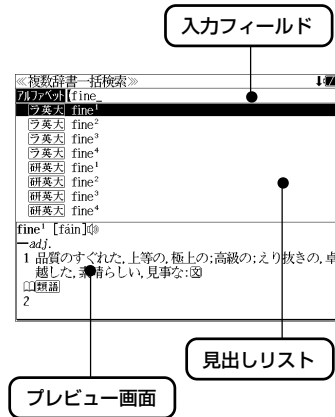 入力フィールド
≪複数辞書一括検索≫
アルファベット[fine_
ラ英大 fine¹
ラ英大 fine²
ラ英大 fine³
ラ英大 fine⁴
研英大 fine¹
研英大 fine²
研英大 fine³
研英大 fine⁴
fine¹ [fáin]
—adj.
1 品質のすぐれた, 上等の, 極上の;高級の;えり抜きの, 卓
越した, 素晴らしい, 見事な:図
類語
2
見出しリスト
プレビュー画面